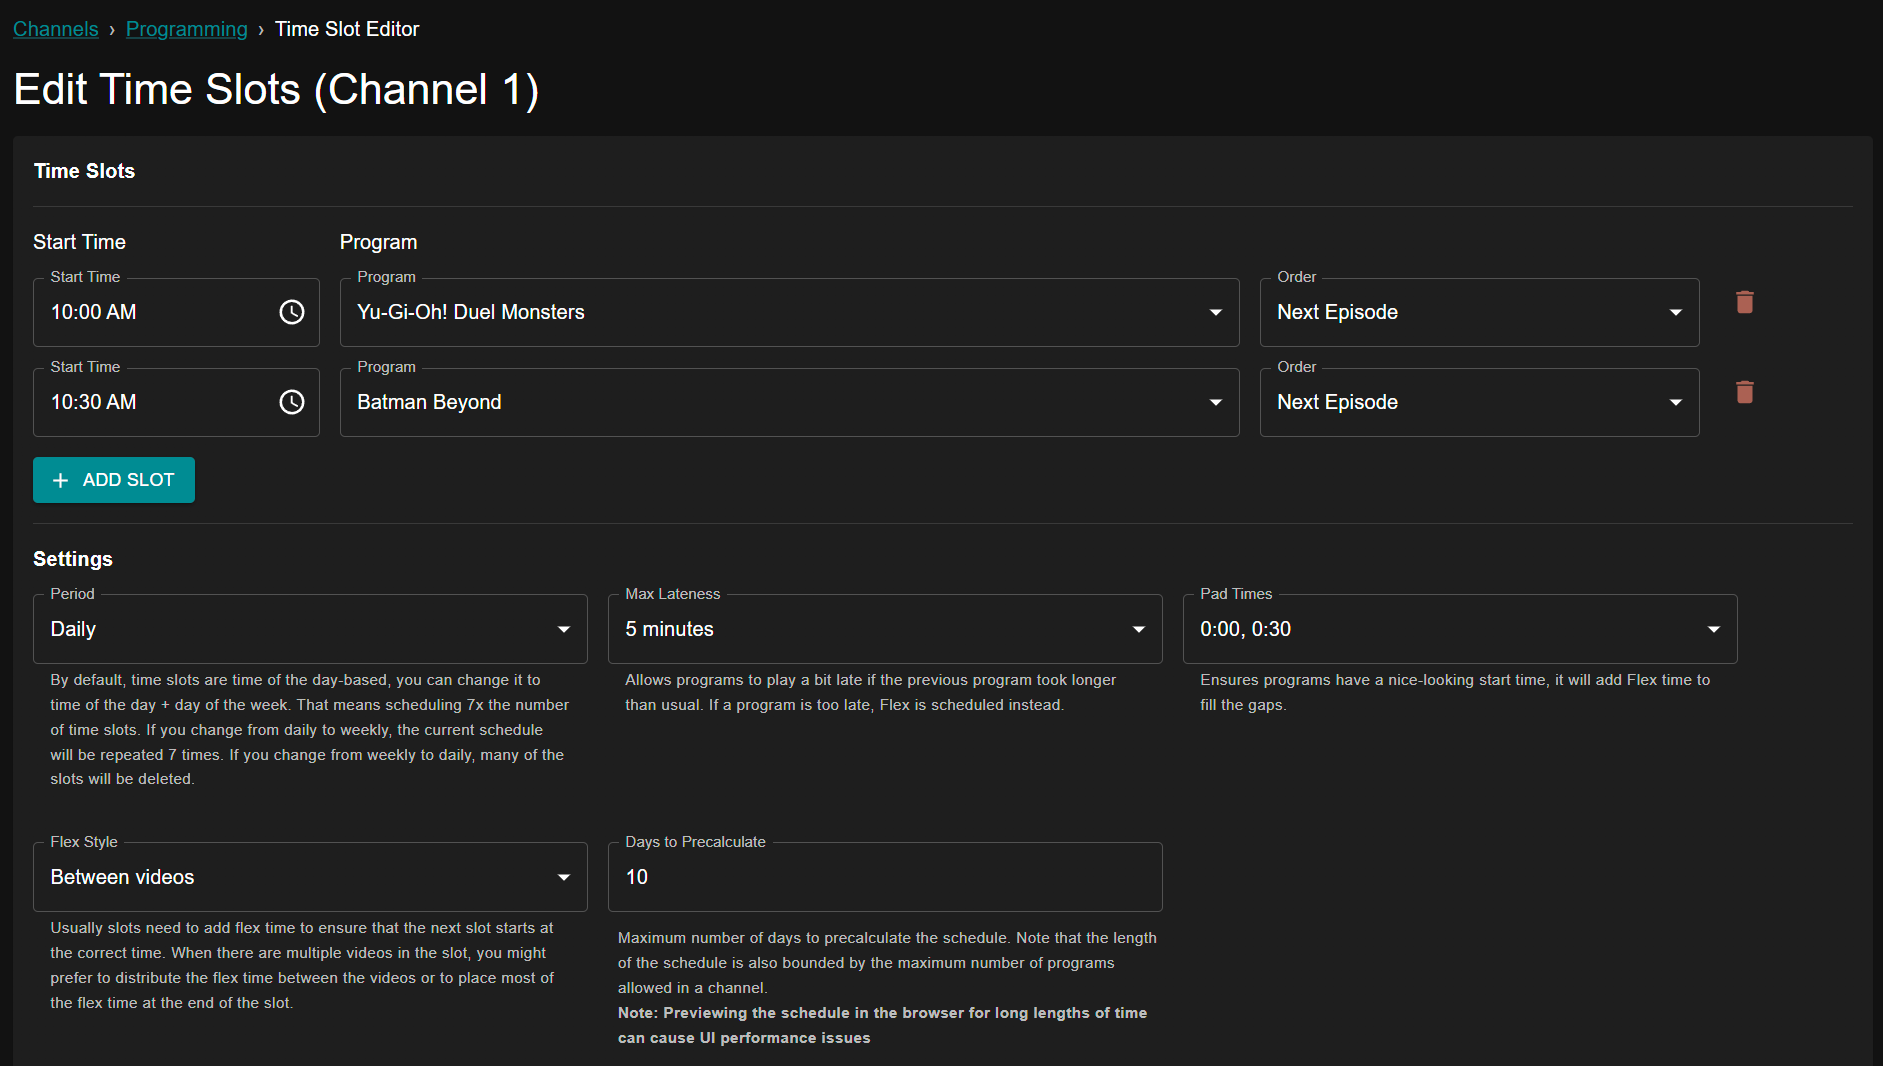 Channels › Programming › Time Slot Editor
Edit Time Slots (Channel 1)
Time Slots
Start Time
Program
Start Time
10:00 AM
Program
Yu-Gi-Oh! Duel Monsters
Order
Next Episode
Start Time
10:30 AM
Program
Batman Beyond
Order
Next Episode
+ ADD SLOT
Settings
Period
Daily
By default, time slots are time of the day-based, you can change it to
time of the day + day of the week. That means scheduling 7x the number
of time slots. If you change from daily to weekly, the current schedule
will be repeated 7 times. If you change from weekly to daily, many of the
slots will be deleted.
Max Lateness
5 minutes
Allows programs to play a bit late if the previous program took longer
than usual. If a program is too late, Flex is scheduled instead.
Pad Times
0:00, 0:30
Ensures programs have a nice-looking start time, it will add Flex time to
fill the gaps.
Flex Style
Between videos
Usually slots need to add flex time to ensure that the next slot starts at
the correct time. When there are multiple videos in the slot, you might
prefer to distribute the flex time between the videos or to place most of
the flex time at the end of the slot.
Days to Precalculate
10
Maximum number of days to precalculate the schedule. Note that the length
of the schedule is also bounded by the maximum number of programs
allowed in a channel.
Note: Previewing the schedule in the browser for long lengths of time
can cause UI performance issues